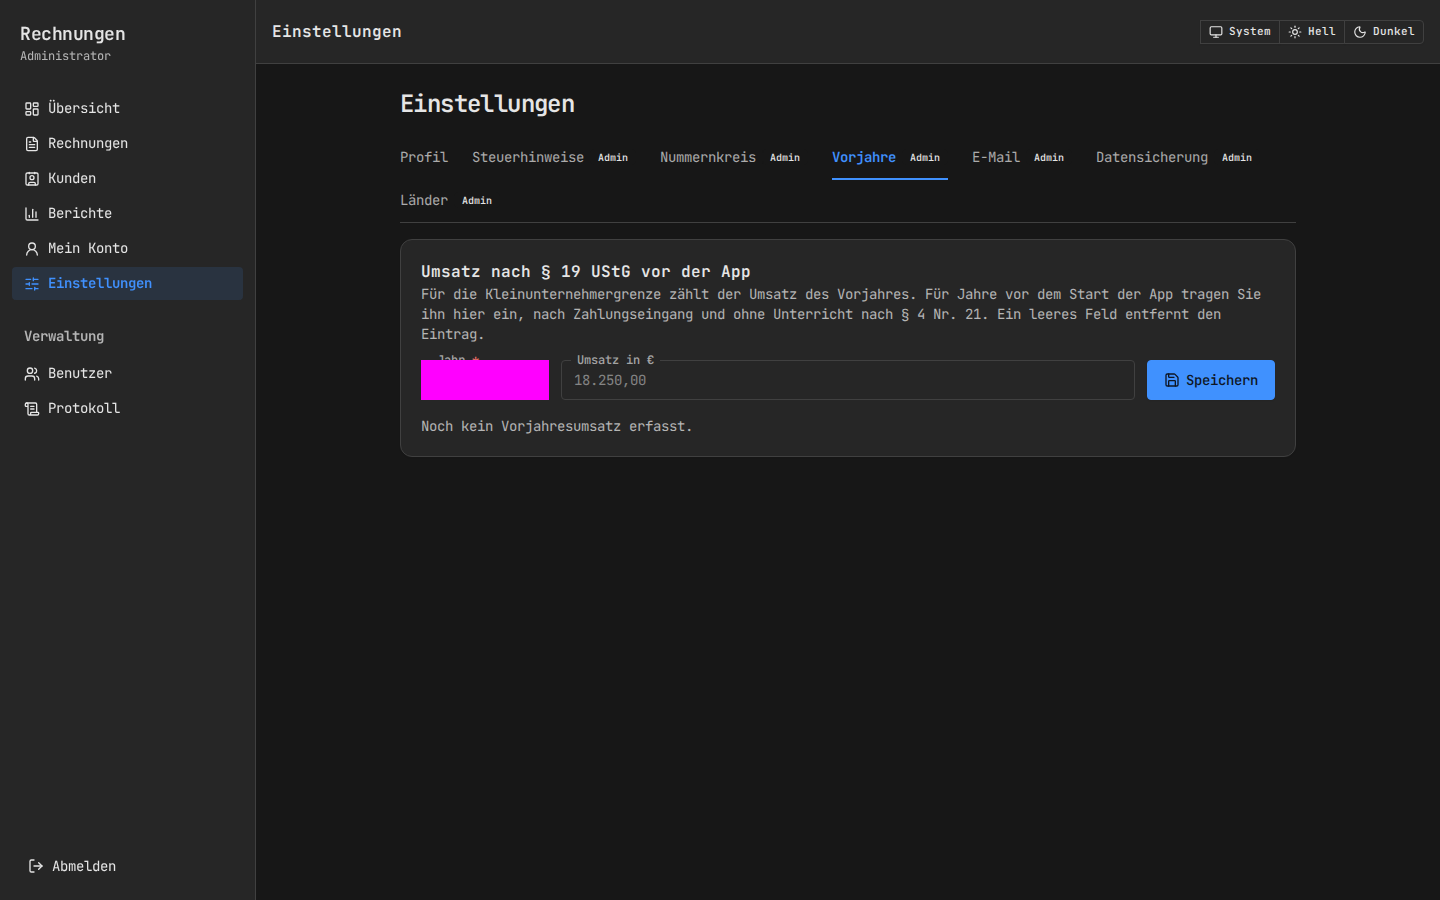 Rechnungen
Administrator
Übersicht
Rechnungen
Kunden
Berichte
Mein Konto
Einstellungen
Verwaltung
Benutzer
Protokoll
Abmelden
Einstellungen
System
Hell
Dunkel
Einstellungen
Profil
Steuerhinweise Admin
Nummernkreis Admin
Vorjahre Admin
E-Mail Admin
Datensicherung Admin
Länder Admin
Umsatz nach § 19 UStG vor der App
Für die Kleinunternehmergrenze zählt der Umsatz des Vorjahres. Für Jahre vor dem Start der App tragen Sie
ihn hier ein, nach Zahlungseingang und ohne Unterricht nach § 4 Nr. 21. Ein leeres Feld entfernt den
Eintrag.
Umsatz in €
18.250,00
Speichern
Noch kein Vorjahresumsatz erfasst.